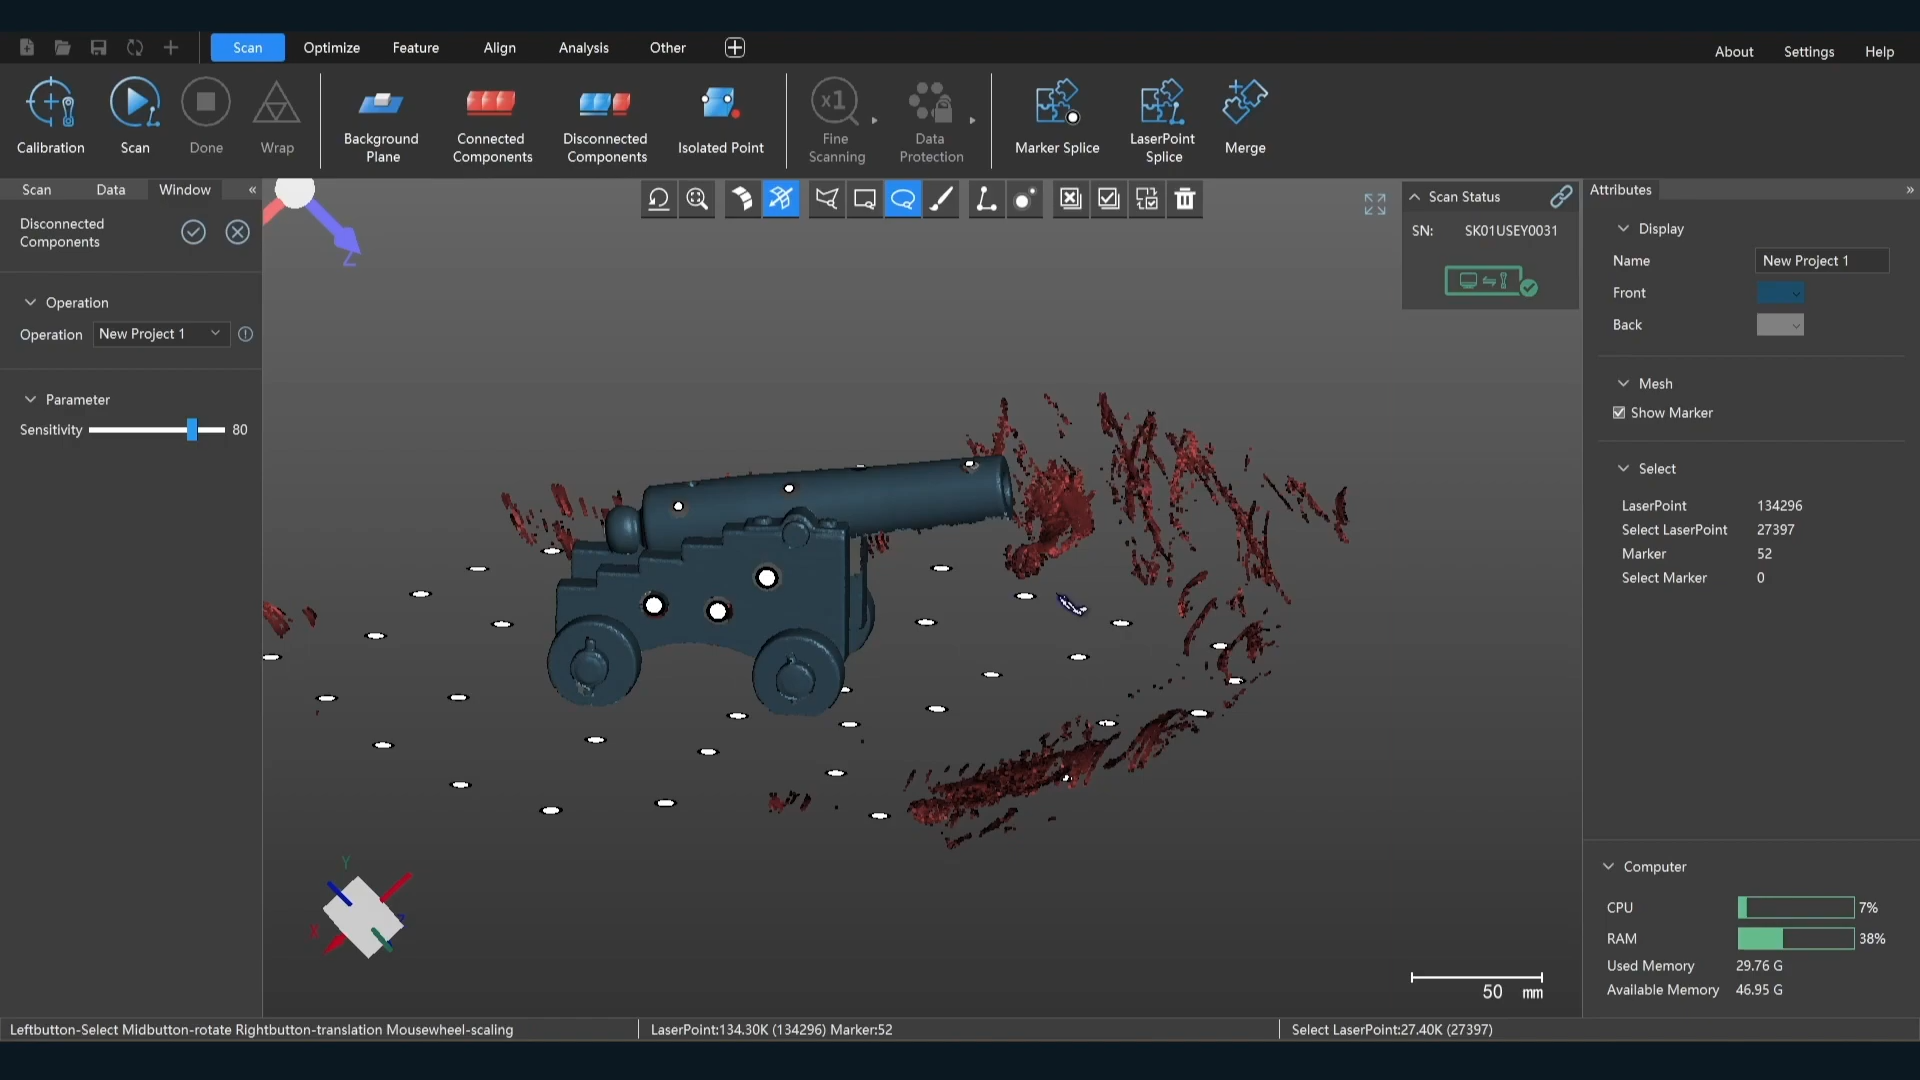 Scan Optimize Feature Align Analysis Other
About Settings Help
Calibration Scan Done Wrap
Background Plane
Connected Components
Disconnected Components
Isolated Point
x1
Fine Scanning
Data Protection
Marker Splice
LaserPoint Splice
Merge
Scan Data Window «
Disconnected
Components
Operation
Operation New Project 1
Parameter
Sensitivity 80
Z
Scan Status
SN: SK01USEY0031
Attributes »
Display
Name New Project 1
Front
Back
Mesh
Show Marker
Select
LaserPoint 134296
Select LaserPoint 27397
Marker 52
Select Marker 0
Y
X
Z
50 mm
Computer
CPU 7%
RAM 38%
Used Memory 29.76 G
Available Memory 46.95 G
Leftbutton-Select Midbutton-rotate Rightbutton-translation Mousewheel-scaling
LaserPoint:134.30K (134296) Marker:52
Select LaserPoint:27.40K (27397)